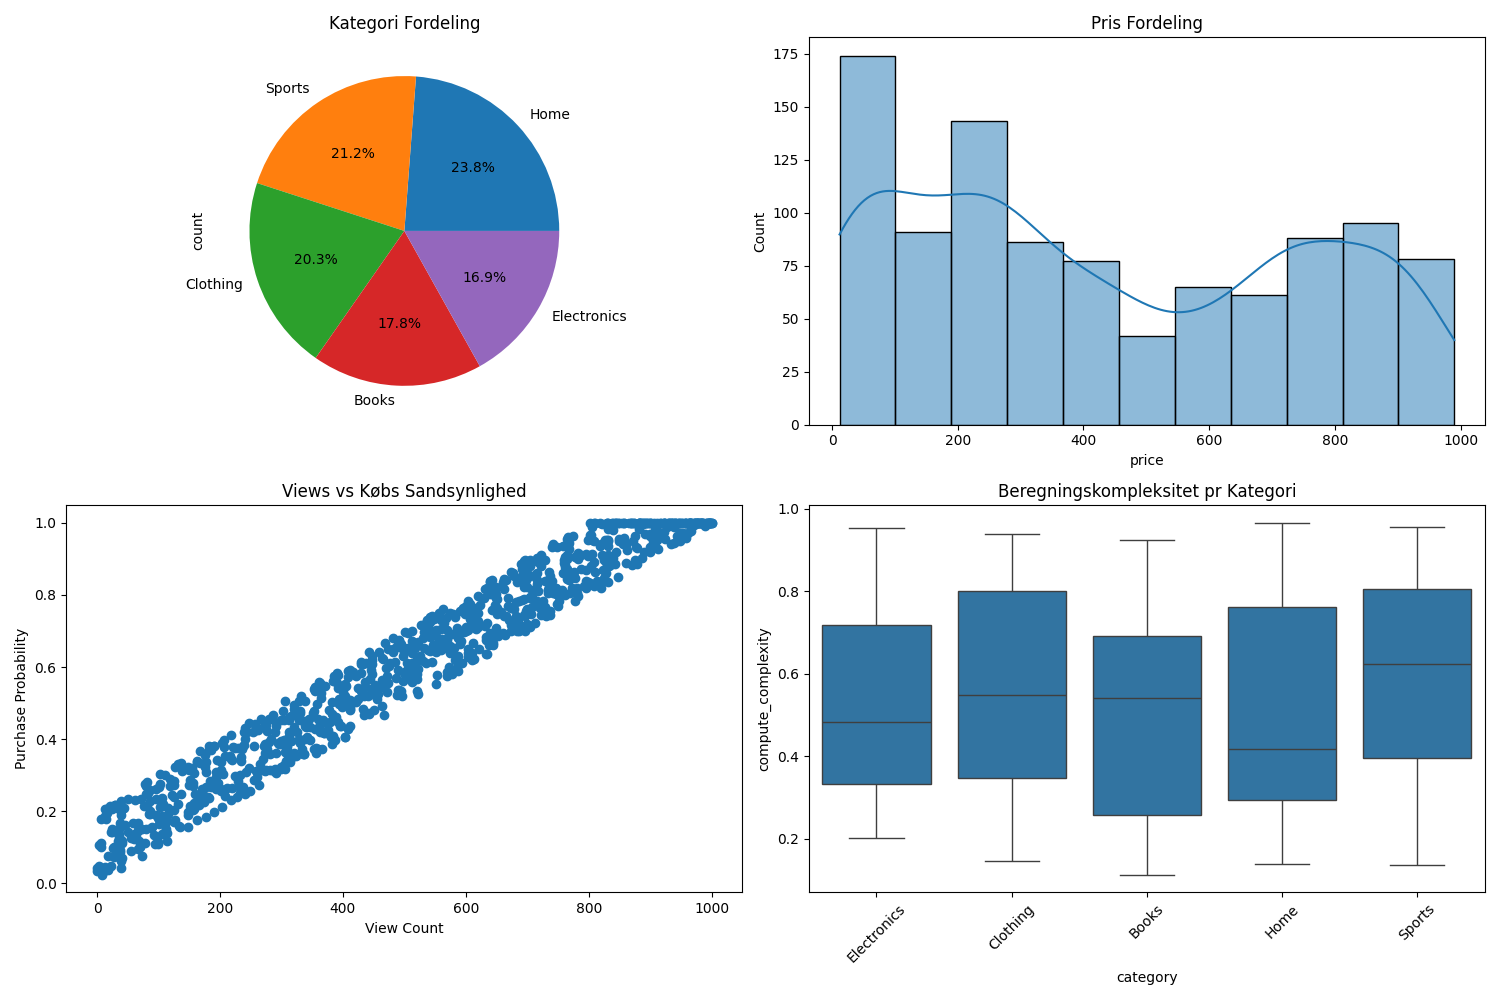 Kategori Fordeling
Sports
Home
21.2%
23.8%
count
20.3%
16.9%
Clothing
Electronics
17.8%
Books
Pris Fordeling
175
150
125
100
75
50
25
0
Count
0 200 400 600 800 1000
price
Views vs Købs Sandsynlighed
1.0
0.8
0.6
0.4
0.2
0.0
Purchase Probability
0 200 400 600 800 1000
View Count
Beregningskompleksitet pr Kategori
1.0
0.8
0.6
0.4
0.2
compute_complexity
Electronics Clothing Books Home Sports
category